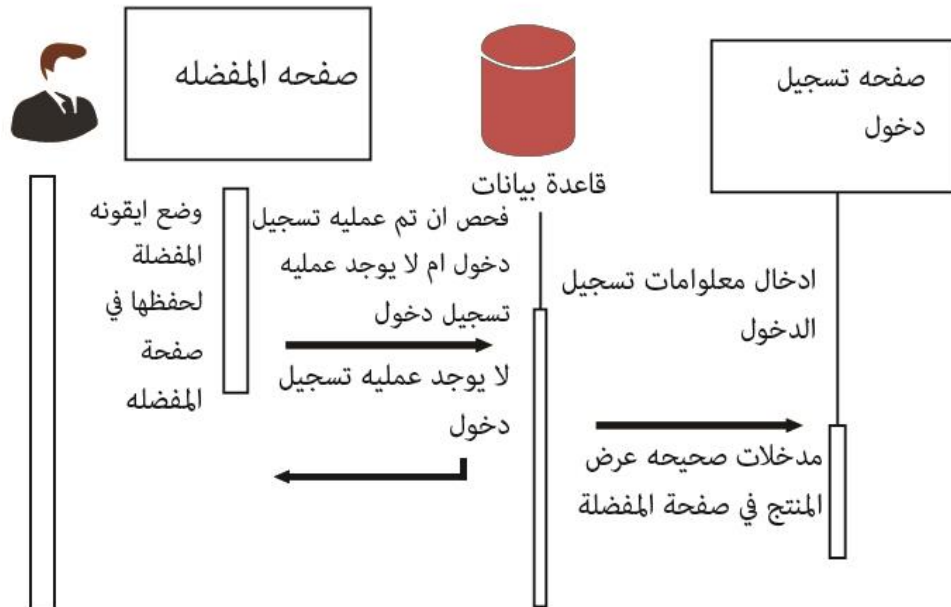 صفحه المفضله
صفحه تسجيل
دخول
قاعدة بيانات
وضع ايقونه
المفضلة
لحفظها في
صفحة
المفضله
فحص ان تم عمليه تسجيل
دخول ام لا يوجد عمليه
تسجيل دخول
لا يوجد عمليه تسجيل
دخول
ادخال معلوامات تسجيل
الدخول
مدخلات صحيحه عرض
المنتج في صفحة المفضلة